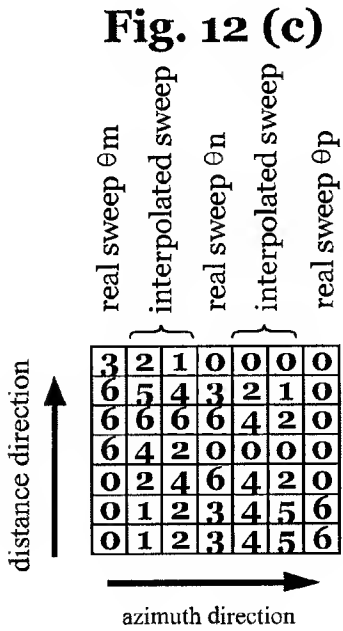 Fig. 12 (c)
real sweep θm
interpolated sweep
real sweep θn
interpolated sweep
real sweep θp
3 2 1 0 0 0 0
6 5 4 3 2 1 0
6 6 6 6 4 2 0
6 4 2 0 0 0 0
0 2 4 6 4 2 0
0 1 2 3 4 5 6
0 1 2 3 4 5 6
distance direction
azimuth direction